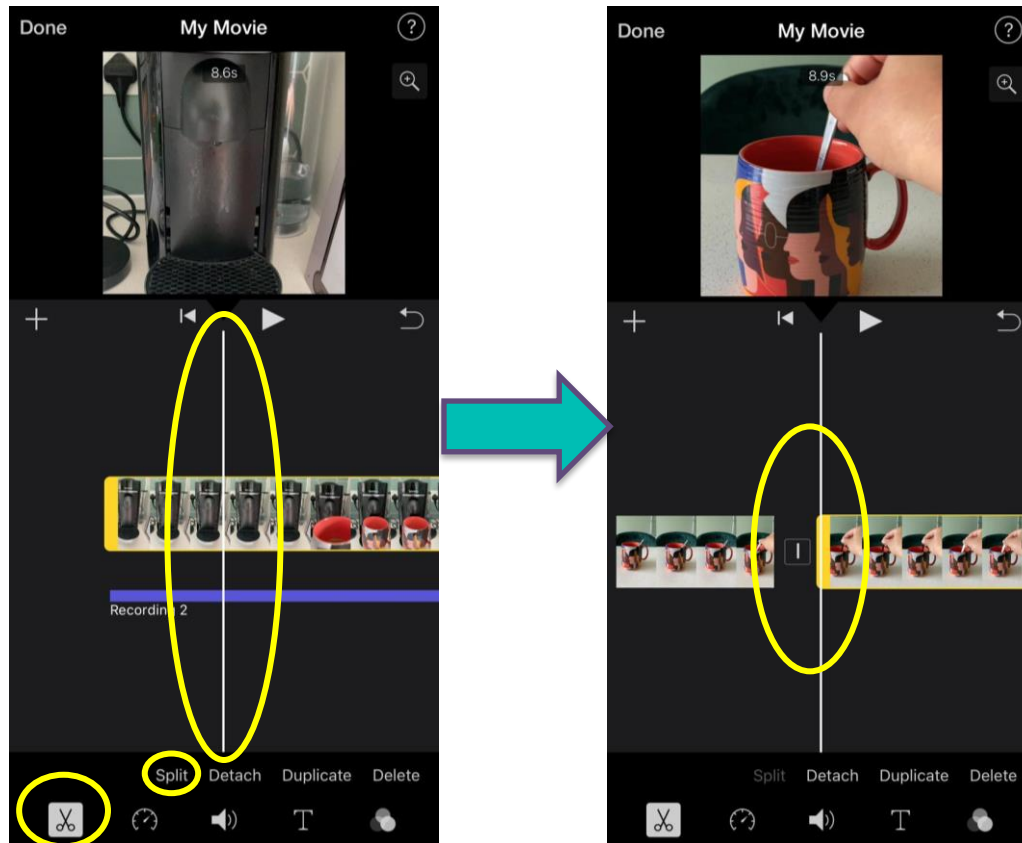 Done My Movie ?
8.6s
Recording 2
Split Detach Duplicate Delete
T
Done My Movie ?
8.9s
Split Detach Duplicate Delete
T